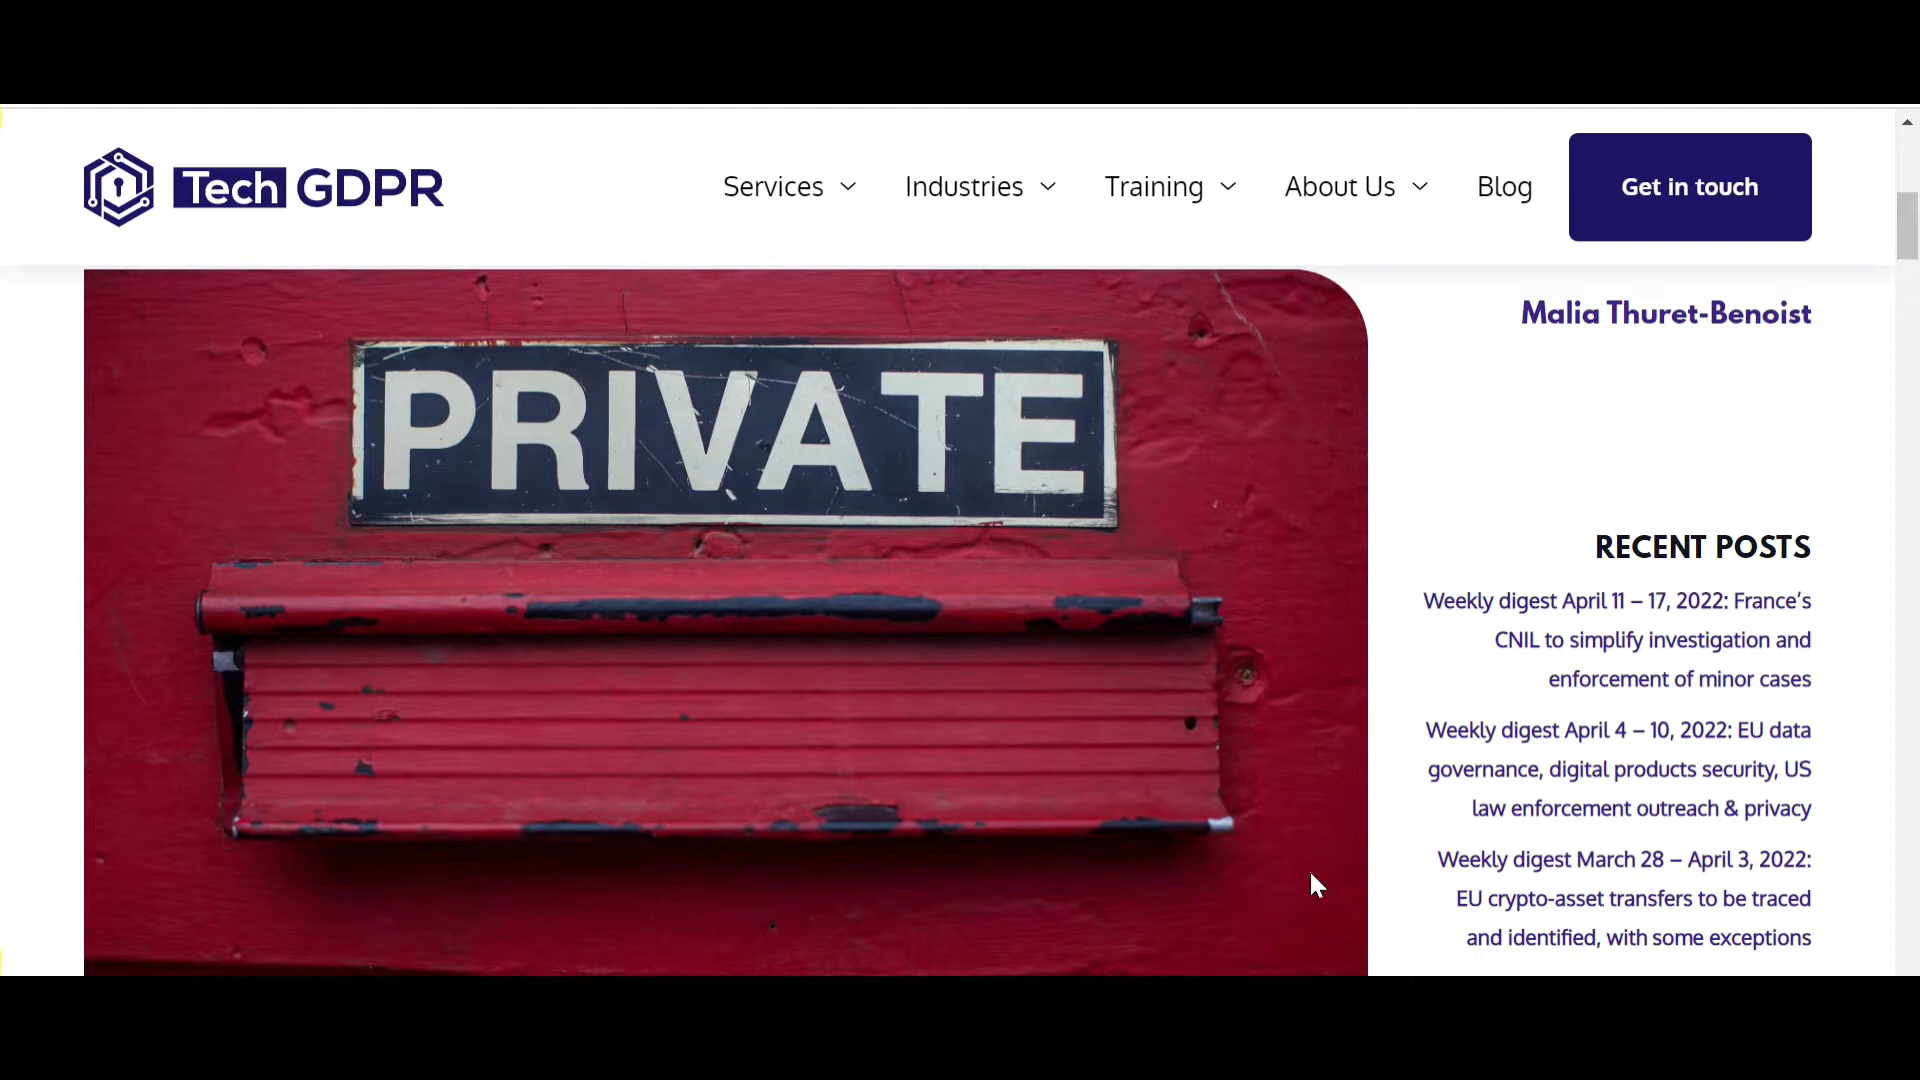 Tech GDPR
Services
Industries
Training
About Us
Blog
Get in touch
PRIVATE
Malia Thuret-Benoist
RECENT POSTS
Weekly digest April 11 – 17, 2022: France’s
CNIL to simplify investigation and
enforcement of minor cases
Weekly digest April 4 – 10, 2022: EU data
governance, digital products security, US
law enforcement outreach & privacy
Weekly digest March 28 – April 3, 2022:
EU crypto-asset transfers to be traced
and identified, with some exceptions